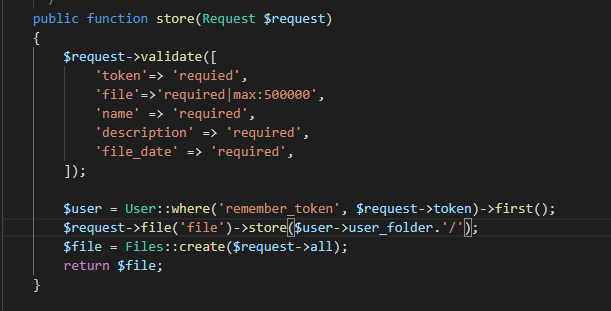 public function store(Request $request)
{
$request->validate([
'token'=> 'requied',
'file'=>'required|max:500000',
'name' => 'required',
'description' => 'required',
'file_date' => 'required',
]);
$user = User::where('remember_token', $request->token)->first();
$request->file('file')->store($user->user_folder.'/');
$file = Files::create($request->all);
return $file;
}